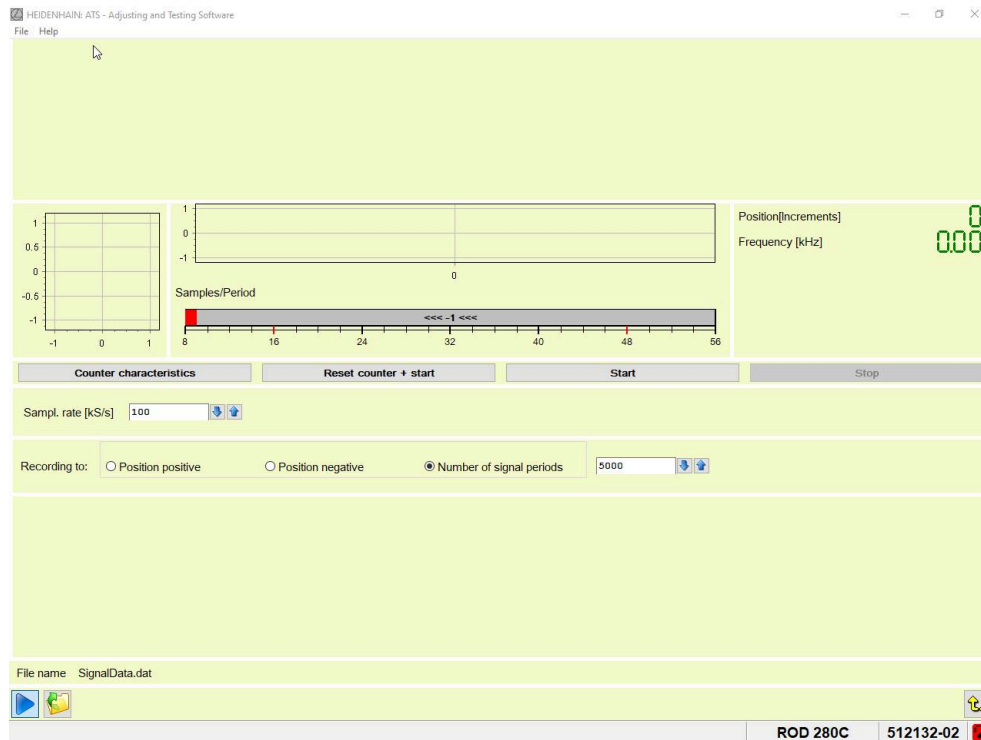 HEIDENHAIN: ATS - Adjusting and Testing Software
File Help
1
0.5
0
-0.5
-1
-1 0 1
1
0
-1
0
Samples/Period
<<< -1 <<<
8 16 24 32 40 48 56
Position[Increments] 0
Frequency [kHz] 0.00
Counter characteristics Reset counter + start Start Stop
Sampl. rate [kS/s] 100
Recording to: Position positive Position negative Number of signal periods 5000
File name SignalData.dat
ROD 280C 512132-02